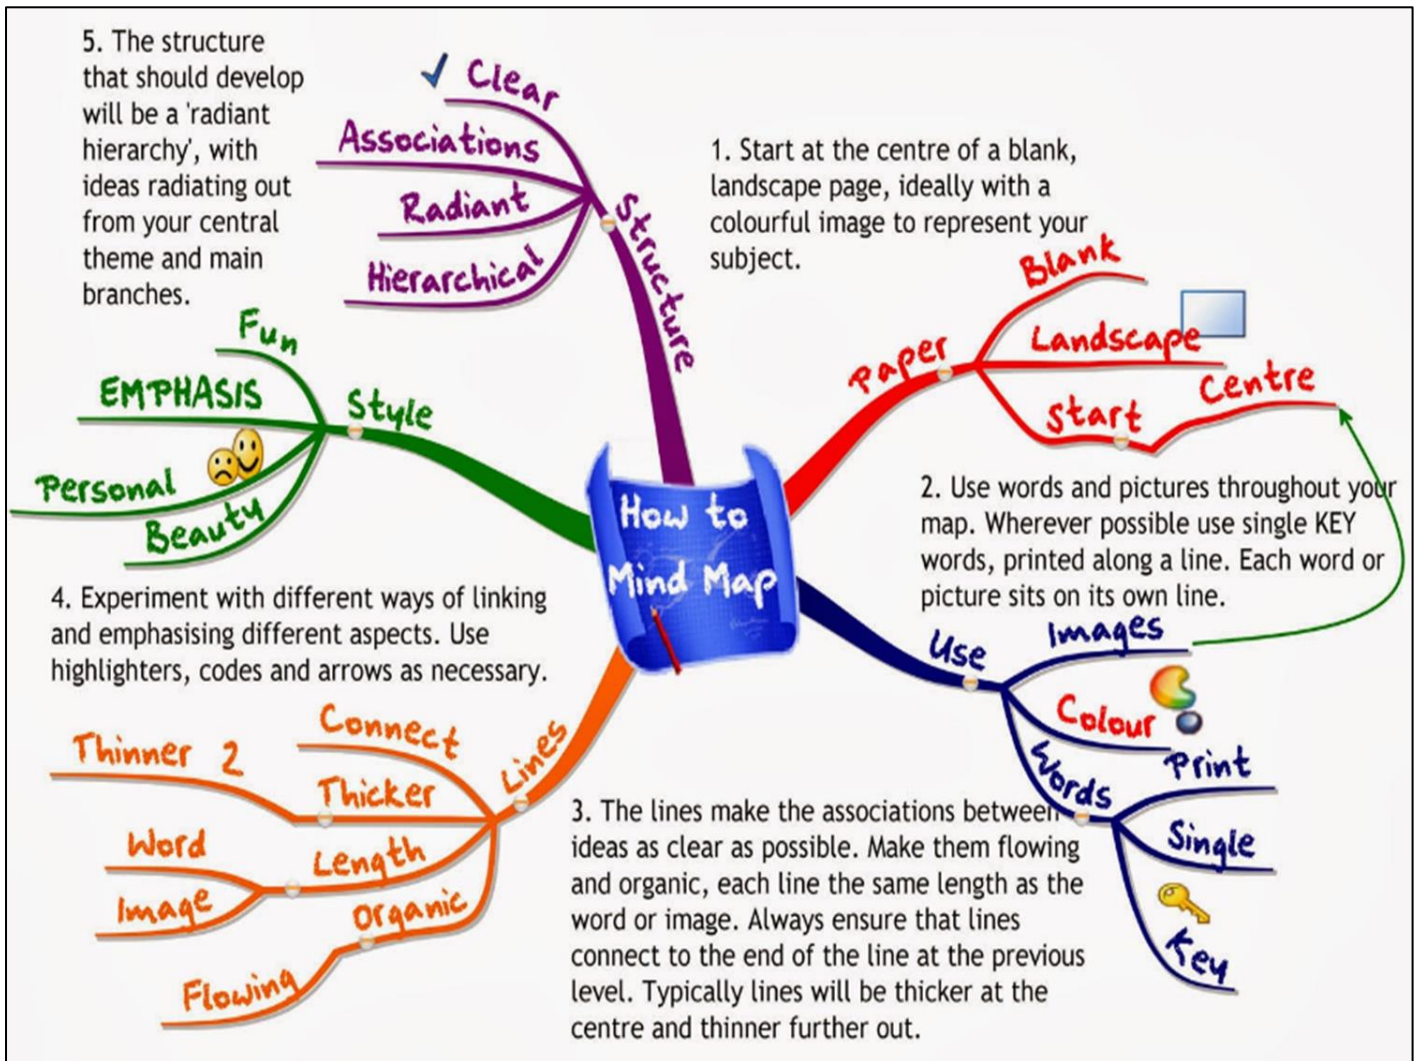 5. The structure
that should develop
will be a 'radiant
hierarchy', with
ideas radiating out
from your central
theme and main
branches.
Clear
Associations
Radiant
Hierarchical
Structure
1. Start at the centre of a blank,
landscape page, ideally with a
colourful image to represent your
subject.
Paper
Blank
Landscape
Start
Centre
Style
Fun
EMPHASIS
Personal
Beauty
How to
Mind Map
2. Use words and pictures throughout your
map. Wherever possible use single KEY
words, printed along a line. Each word or
picture sits on its own line.
Use
Images
Colour
Words
Print
Single
Key
4. Experiment with different ways of linking
and emphasising different aspects. Use
highlighters, codes and arrows as necessary.
Lines
Connect
Thicker
Thinner 2
Length
Word
Image
Organic
Flowing
3. The lines make the associations between
ideas as clear as possible. Make them flowing
and organic, each line the same length as the
word or image. Always ensure that lines
connect to the end of the line at the previous
level. Typically lines will be thicker at the
centre and thinner further out.